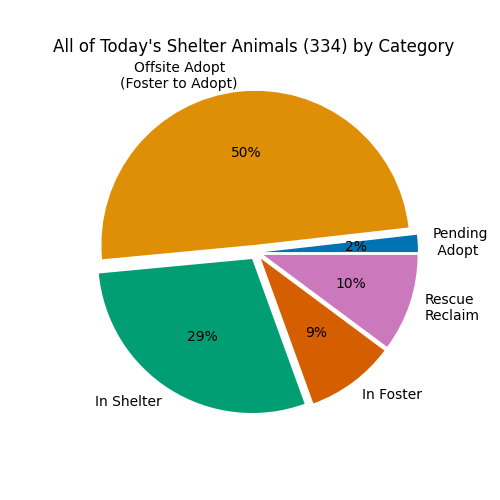 All of Today's Shelter Animals (334) by Category
Offsite Adopt
(Foster to Adopt)
50%
Pending
Adopt
2%
10%
Rescue
Reclaim
9%
29%
In Foster
In Shelter